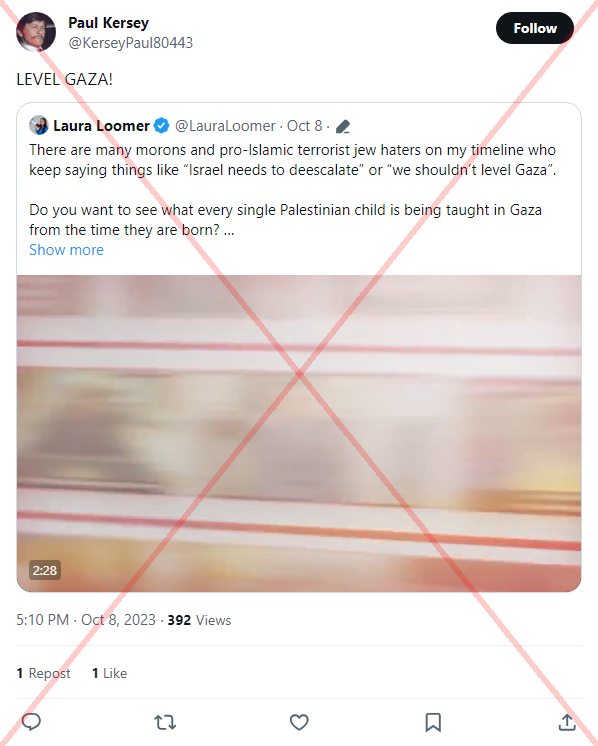 Paul Kersey
@KerseyPaul80443
Follow
LEVEL GAZA!
Laura Loomer @LauraLoomer · Oct 8 ·
There are many morons and pro-Islamic terrorist jew haters on my timeline who
keep saying things like “Israel needs to deescalate” or “we shouldn’t level Gaza”.
Do you want to see what every single Palestinian child is being taught in Gaza
from the time they are born? ...
Show more
2:28
5:10 PM · Oct 8, 2023 · 392 Views
1 Repost 1 Like